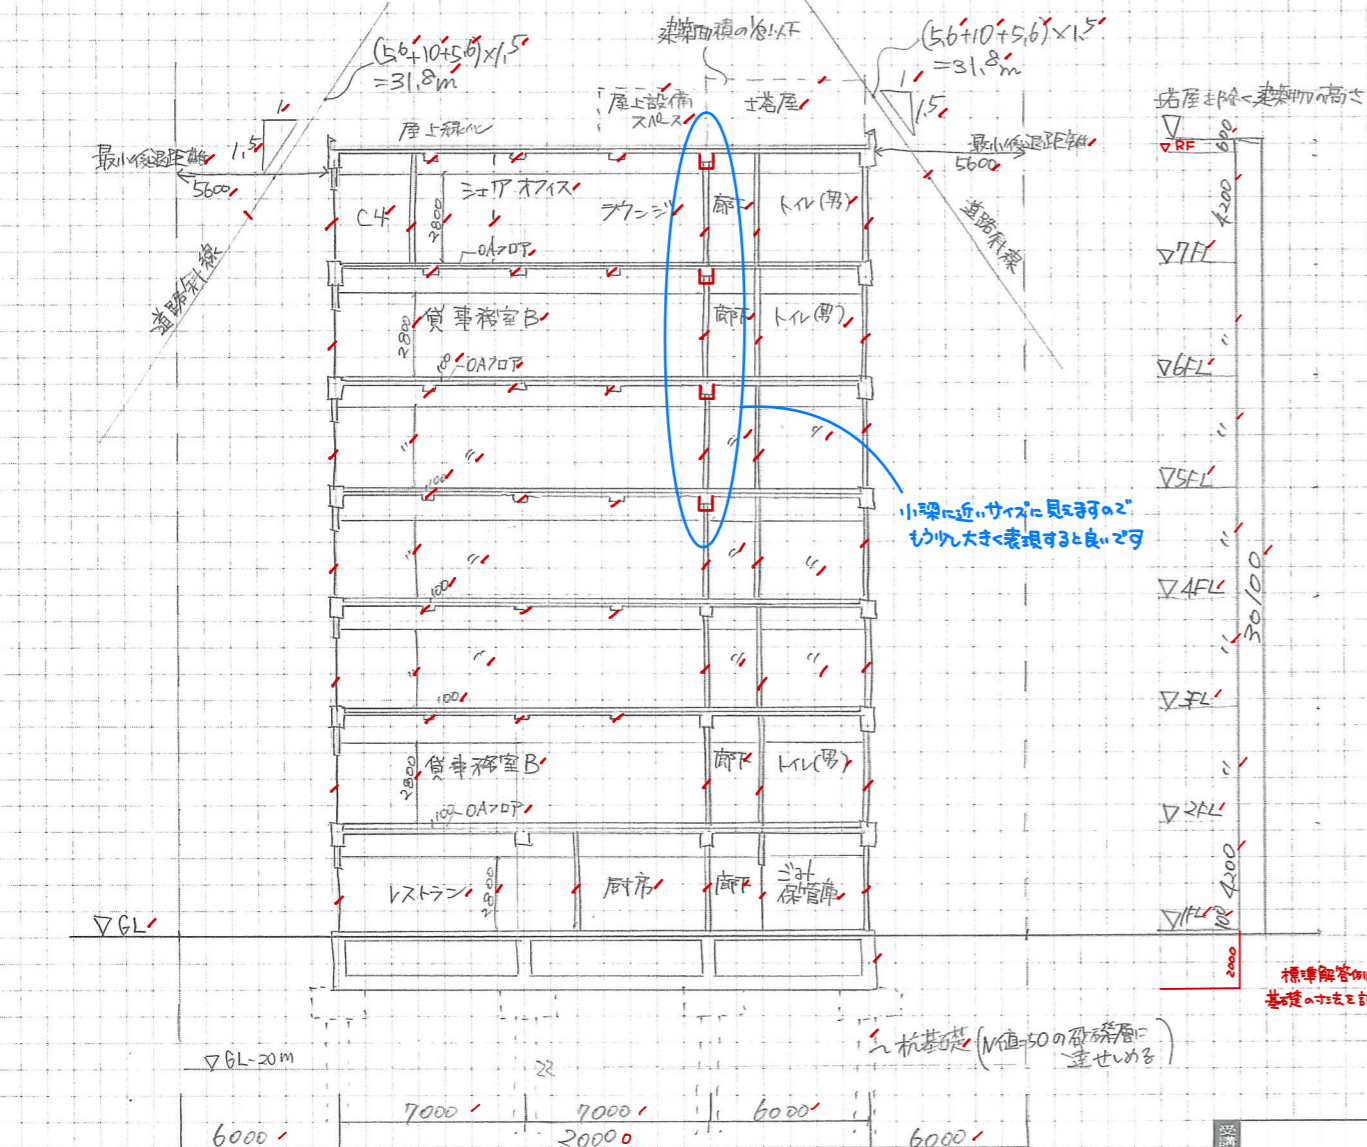 建築面積の1/8以下
(5.6+10+5.6)×1.5
=31.8m
(5.6+10+5.6)×1.5
=31.8m
1
1.5
1
1.5
屋上設備
スペース
塔屋
屋上緑化
塔屋を除く建築物の高さ
最小後退距離
5600
最小後退距離
5600
道路斜線
道路斜線
▽RF
600
4200
シェアオフィス
ラウンジ
廊下
トイレ(男)
2800
OAフロア
▽7FL
貸事務室B
廊下
トイレ(男)
2800
100
OAフロア
▽6FL
〃
〃
〃
〃
〃
100
▽5FL
小梁に近いサイズに見えますので
もう少し大きく表現すると良いです
〃
〃
〃
〃
〃
100
▽4FL
30100
〃
〃
〃
〃
〃
100
▽3FL
〃
貸事務室B
廊下
トイレ(男)
2800
100
OAフロア
▽2FL
レストラン
2800
厨房
廊下
ゴミ
保管庫
4200
▽1FL
100
▽GL
2000
標準解答例
基礎の寸法を
杭基礎(N値=50の砂礫層に
達せしめる)
▽GL-20m
7000
7000
6000
6000
20000
6000
受講